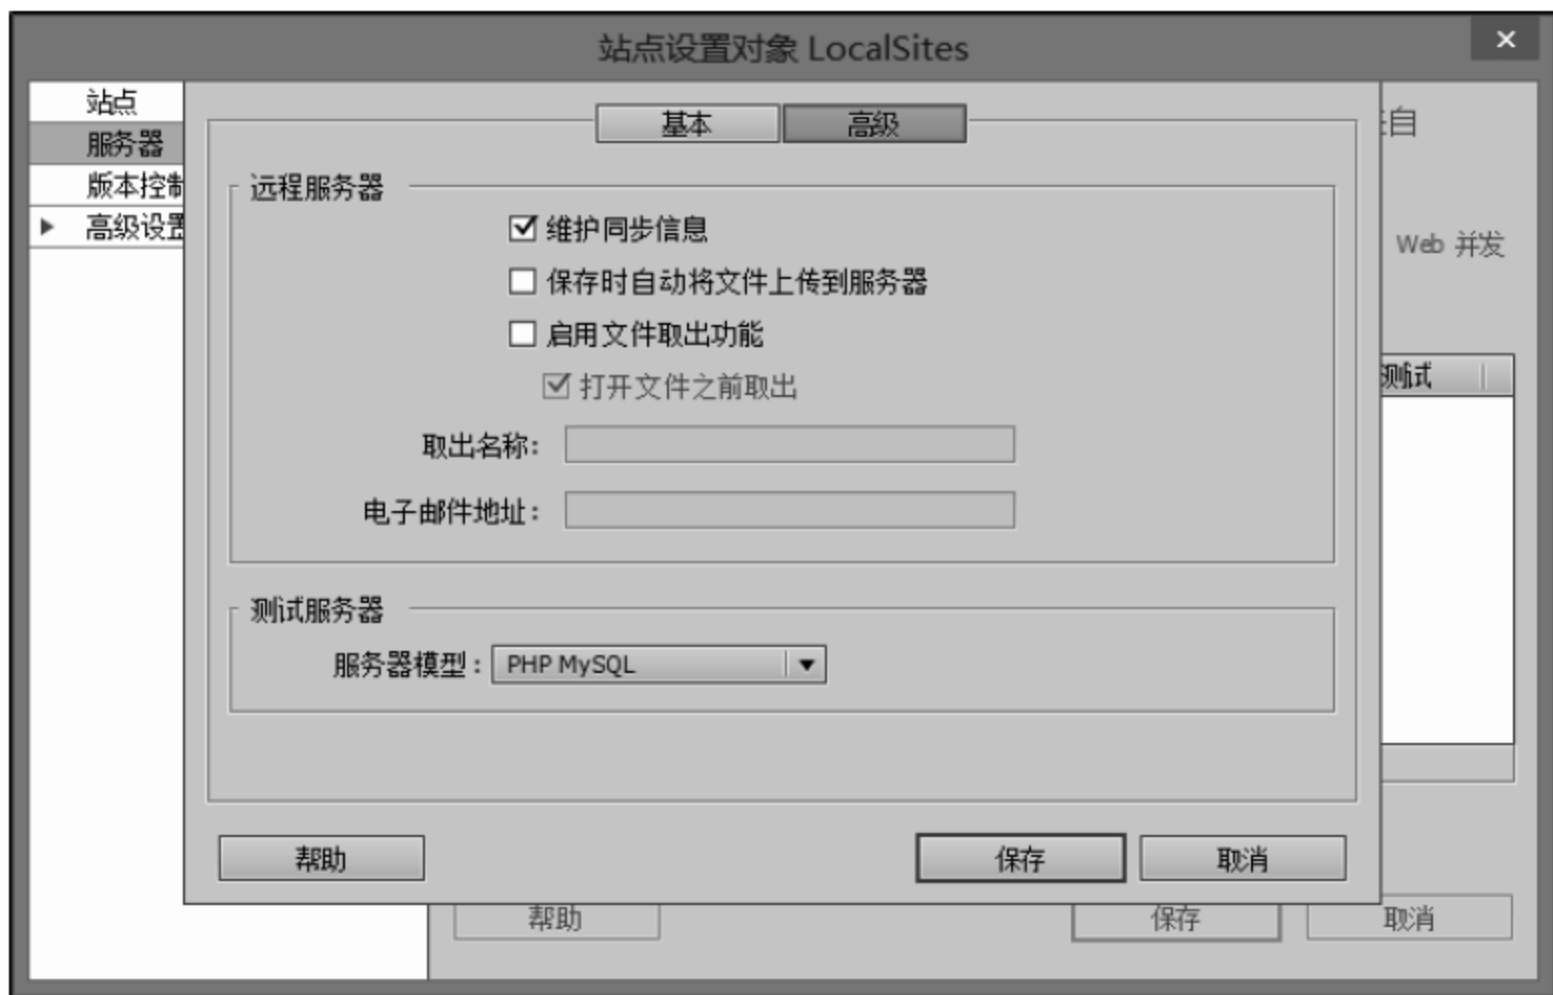 站点设置对象 LocalSites
站点
服务器
版本控制
高级设置
基本
高级
远程服务器
维护同步信息
保存时自动将文件上传到服务器
启用文件取出功能
打开文件之前取出
取出名称:
电子邮件地址:
测试服务器
服务器模型:
PHP MySQL
帮助
保存
取消
自
Web 并发
测试
帮助
保存
取消